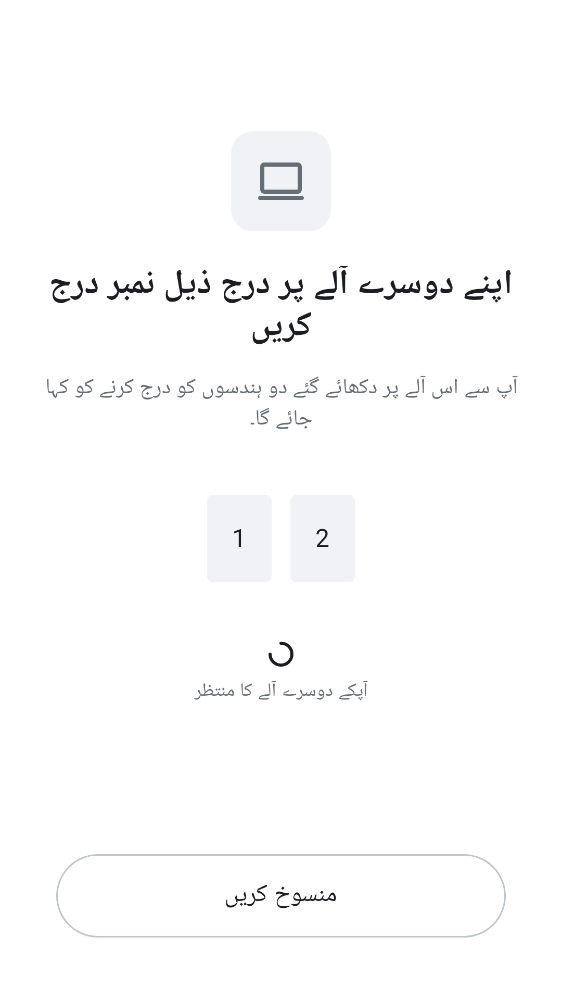 اپنے دوسرے آلے پر درج ذیل نمبر درج
کریں
آپ سے اس آلے پر دکھائے گئے دو ہندسوں کو درج کرنے کو کہا
جائے گا۔
1 2
آپکے دوسرے آلے کا منتظر
منسوخ کریں